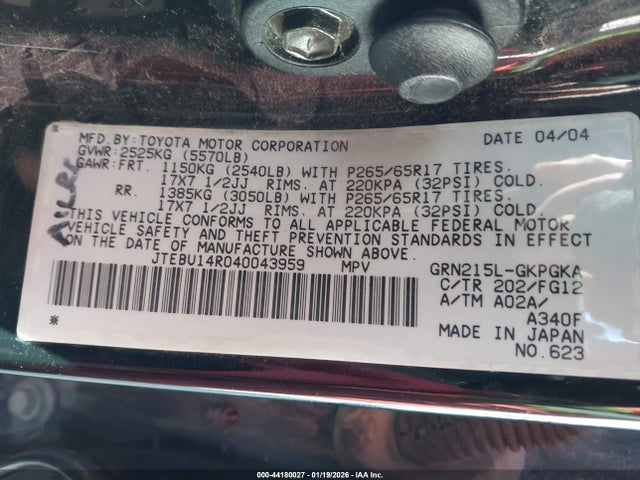 MFD.BY:TOYOTA MOTOR CORPORATION DATE 04/04
GVWR:2525KG (5570LB)
GAWR:FRT. 1150KG (2540LB) WITH P265/65R17 TIRES.
17X7 1/2JJ RIMS. AT 220KPA (32PSI) COLD.
RR. 1385KG (3050LB) WITH P265/65R17 TIRES.
17X7 1/2JJ RIMS. AT 220KPA (32PSI) COLD.
THIS VEHICLE CONFORMS TO ALL APPLICABLE FEDERAL MOTOR
VEHICLE SAFETY AND THEFT PREVENTION STANDARDS IN EFFECT
ON THE DATE OF MANUFACTURE SHOWN ABOVE.
JTEBU14R040043959 MPV GRN215L-GKPGKA
C/TR 202/FG12
A/TM A02A/
A340F
MADE IN JAPAN
NO.623
000-44180027 - 01/19/2026 - IAA Inc.